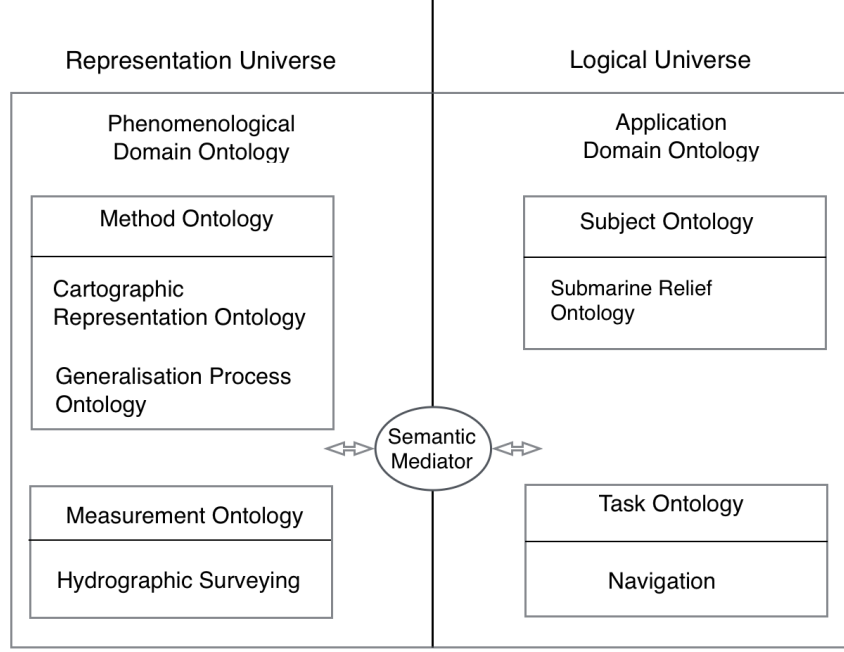 Representation Universe
Logical Universe
Phenomenological
Domain Ontology
Application
Domain Ontology
Method Ontology
Cartographic
Representation Ontology
Generalisation Process
Ontology
Subject Ontology
Submarine Relief
Ontology
Semantic
Mediator
Measurement Ontology
Hydrographic Surveying
Task Ontology
Navigation